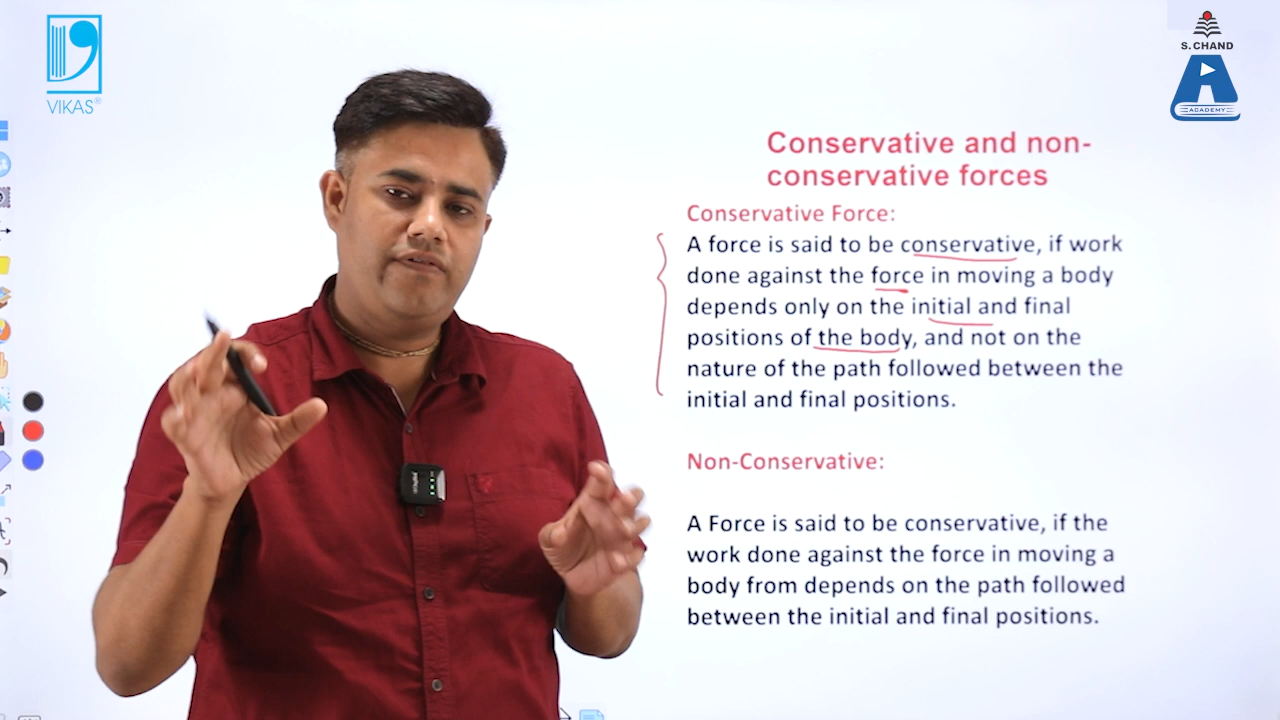 VIKAS®
S. CHAND
ACADEMY
Conservative and non-
conservative forces
Conservative Force:
A force is said to be conservative, if work
done against the force in moving a body
depends only on the initial and final
positions of the body, and not on the
nature of the path followed between the
initial and final positions.
Non-Conservative:
A Force is said to be conservative, if the
work done against the force in moving a
body from depends on the path followed
between the initial and final positions.